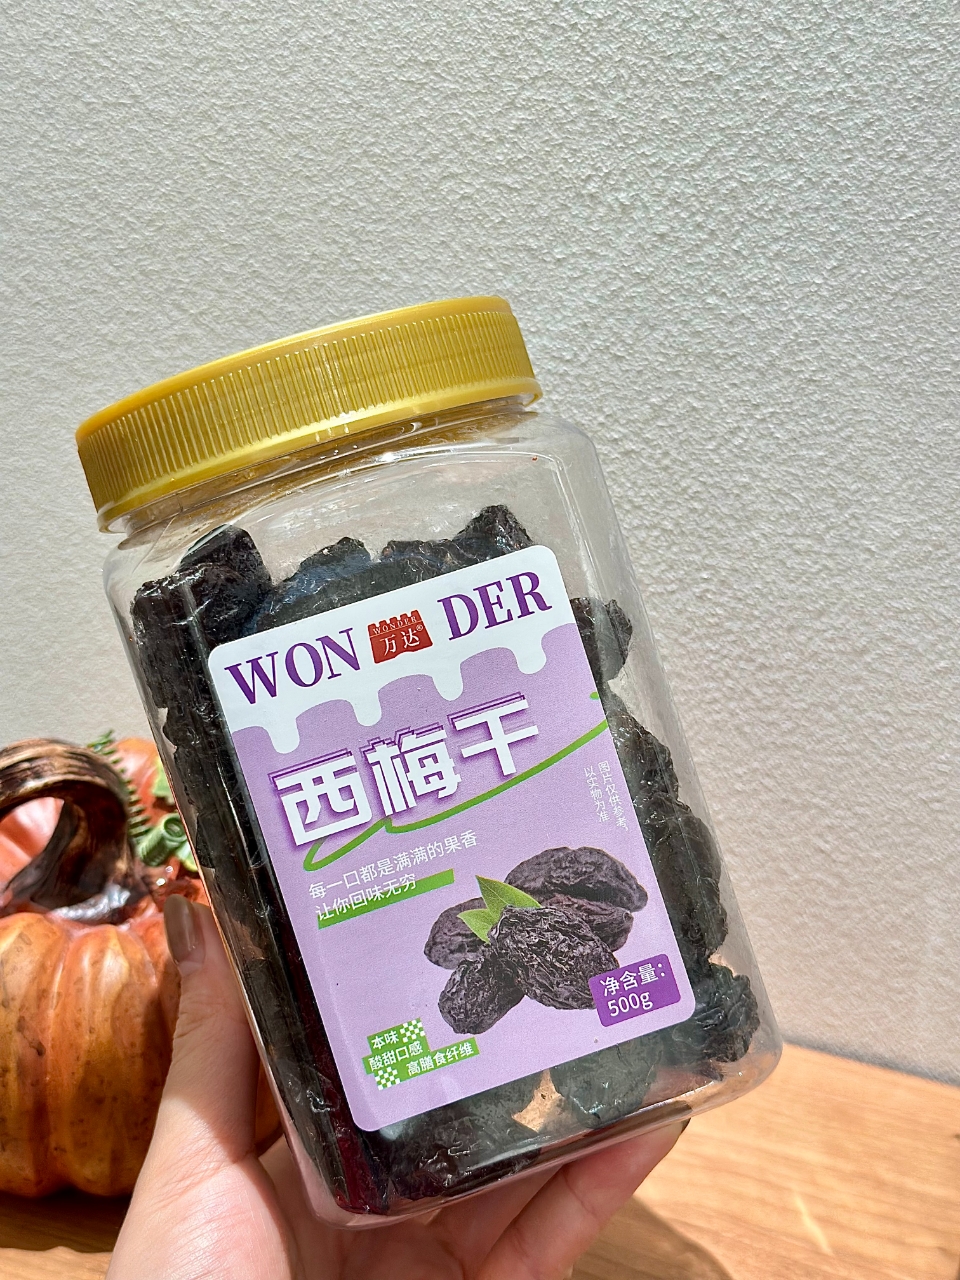 WON DER
WONDER
万达®
西梅干
图片仅供参考，
以实物为准
每一口都是满满的果香
让你回味无穷
净含量：
500g
本味
酸甜口感
高膳食纤维